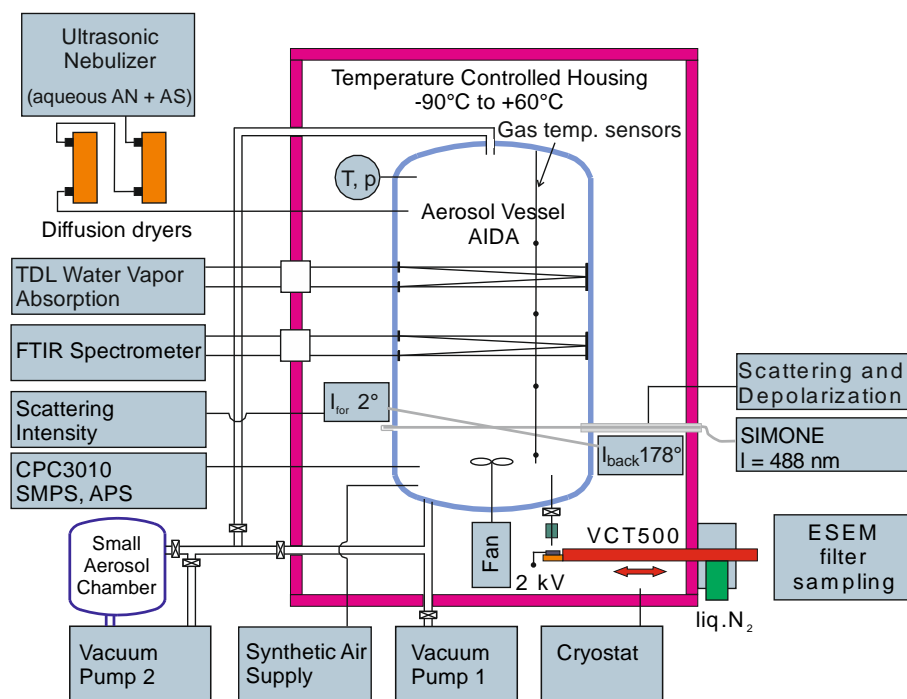 Ultrasonic
Nebulizer
(aqueous AN + AS)
Diffusion dryers
Temperature Controlled Housing
-90°C to +60°C
Gas temp. sensors
T, p
Aerosol Vessel
AIDA
TDL Water Vapor
Absorption
FTIR Spectrometer
Scattering
Intensity
I_for 2°
Scattering and
Depolarization
SIMONE
l = 488 nm
I_back 178°
CPC3010
SMPS, APS
Small
Aerosol
Chamber
Fan
VCT500
2 kV
ESEM
filter
sampling
liq.N₂
Vacuum
Pump 2
Synthetic Air
Supply
Vacuum
Pump 1
Cryostat